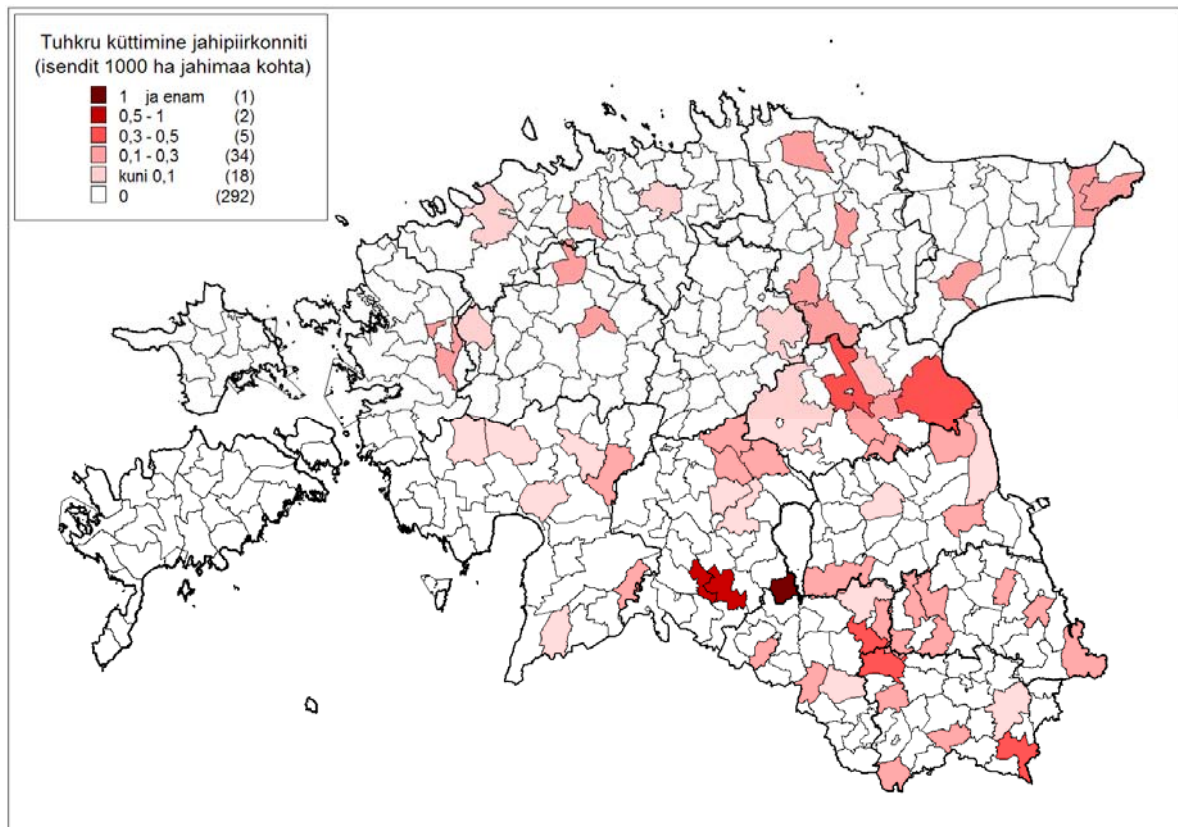 Tuhkru küttimine jahipiirkonniti
(isendit 1000 ha jahimaa kohta)
1 ja enam (1)
0,5 - 1 (2)
0,3 - 0,5 (5)
0,1 - 0,3 (34)
kuni 0,1 (18)
0 (292)